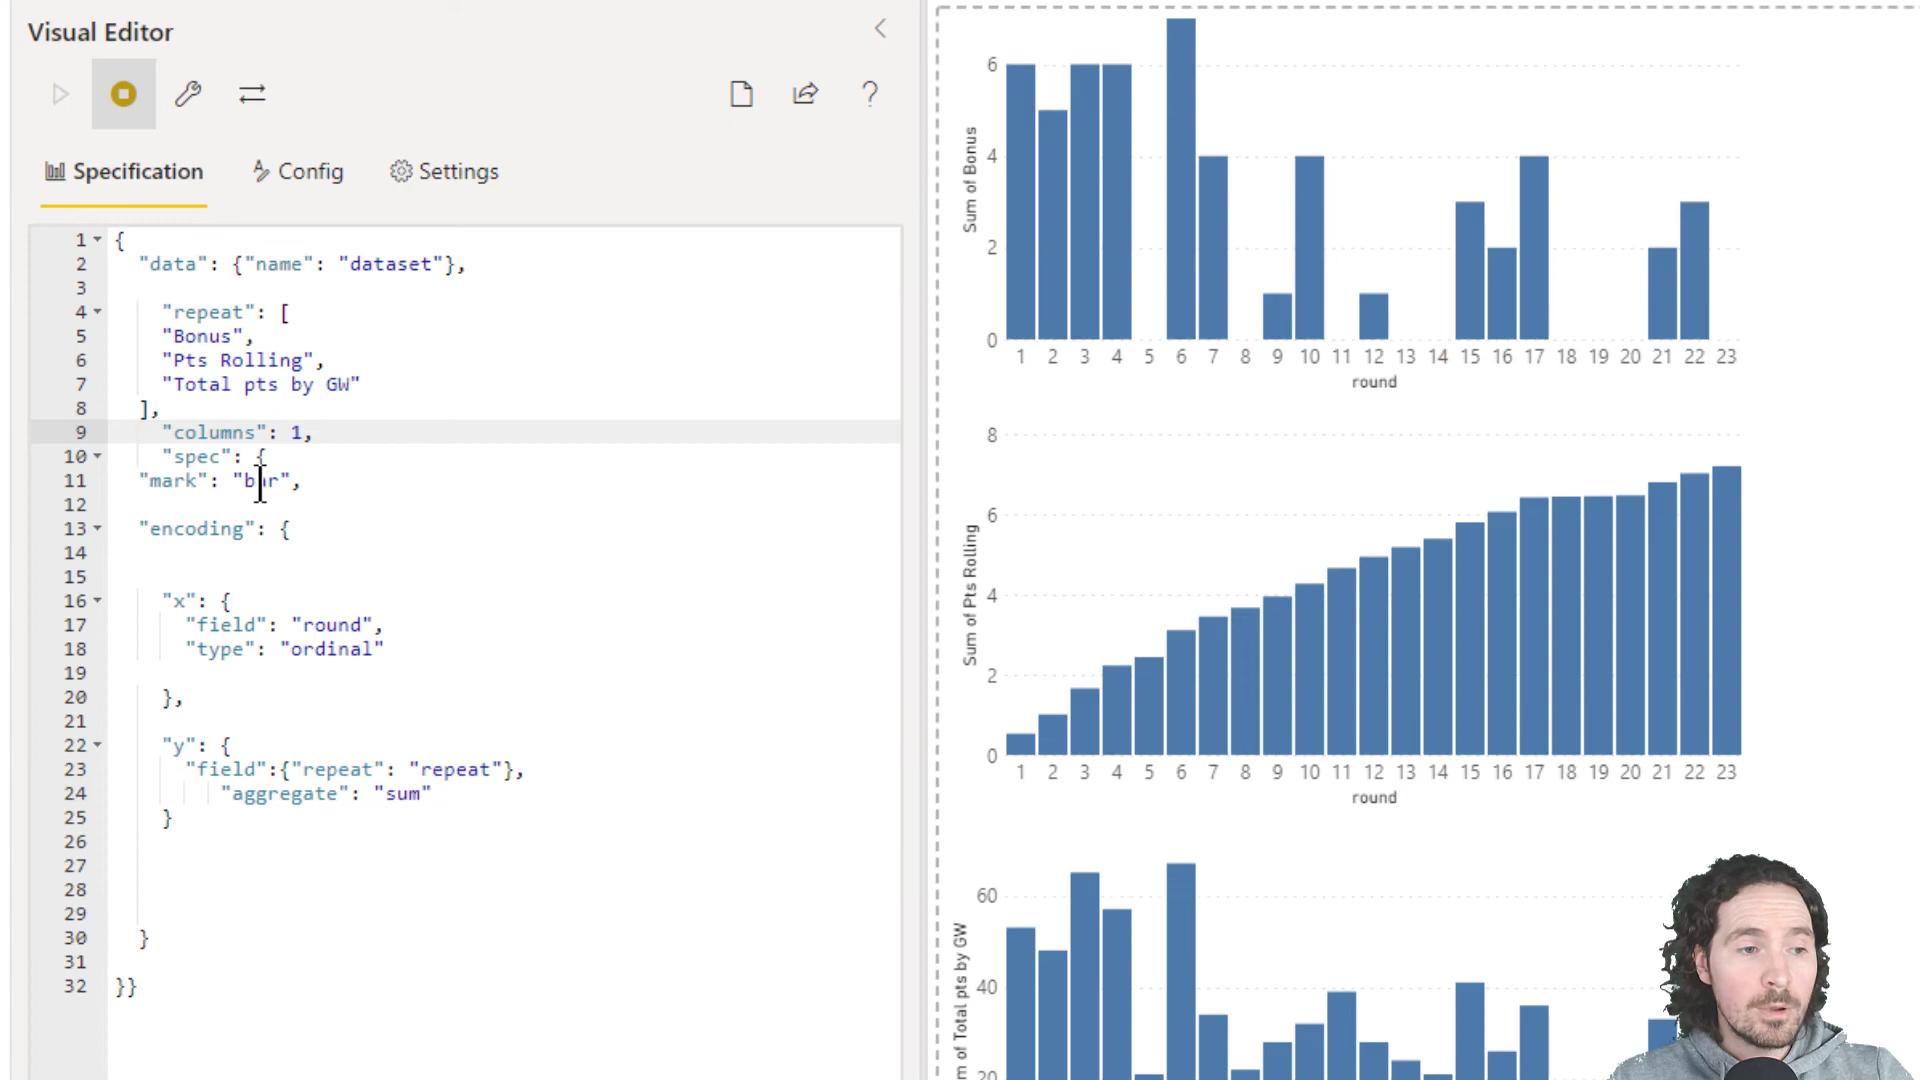 Visual Editor
?
Specification
Config
Settings
1 {
2 "data": {"name": "dataset"},
3
4 "repeat": [
5 "Bonus",
6 "Pts Rolling",
7 "Total pts by GW"
8 ],
9 "columns": 1,
10 "spec": {
11 "mark": "bar",
12
13 "encoding": {
14
15
16 "x": {
17 "field": "round",
18 "type": "ordinal"
19
20 },
21
22 "y": {
23 "field":{"repeat": "repeat"},
24 "aggregate": "sum"
25 }
26
27
28
29
30 }
31
32 }}
Sum of Bonus
6
4
2
0
1 2 3 4 5 6 7 8 9 10 11 12 13 14 15 16 17 18 19 20 21 22 23
round
Sum of Pts Rolling
8
6
4
2
0
1 2 3 4 5 6 7 8 9 10 11 12 13 14 15 16 17 18 19 20 21 22 23
round
of Total pts by GW
60
40
20